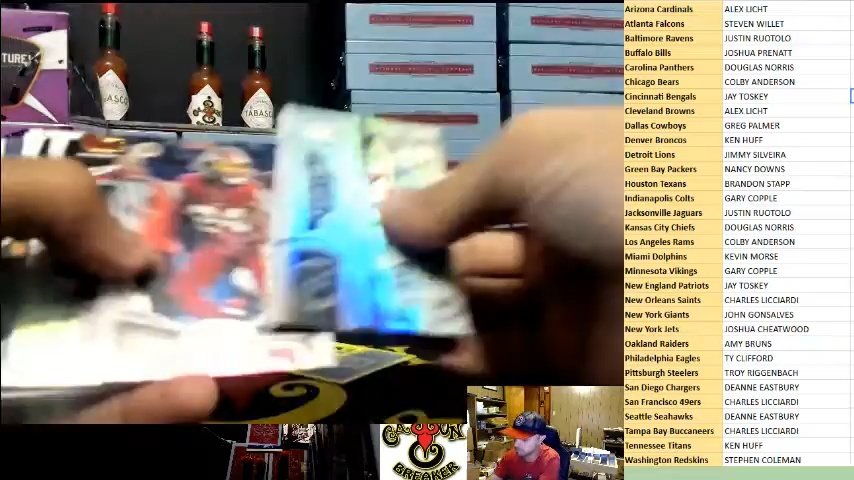 TURE!
TABASCO
TABASCO
Arizona Cardinals ALEX LICHT
Atlanta Falcons STEVEN WILLET
Baltimore Ravens JUSTIN RUOTOLO
Buffalo Bills JOSHUA PRENATT
Carolina Panthers DOUGLAS NORRIS
Chicago Bears COLBY ANDERSON
Cincinnati Bengals JAY TOSKEY
Cleveland Browns ALEX LICHT
Dallas Cowboys GREG PALMER
Denver Broncos KEN HUFF
Detroit Lions JIMMY SILVEIRA
Green Bay Packers NANCY DOWNS
Houston Texans BRANDON STAPP
Indianapolis Colts GARY COPPLE
Jacksonville Jaguars JUSTIN RUOTOLO
Kansas City Chiefs DOUGLAS NORRIS
Los Angeles Rams COLBY ANDERSON
Miami Dolphins KEVIN MORSE
Minnesota Vikings GARY COPPLE
New England Patriots JAY TOSKEY
New Orleans Saints CHARLES LICCIARDI
New York Giants JOHN GONSALVES
New York Jets JOSHUA CHEATWOOD
Oakland Raiders AMY BRUNS
Philadelphia Eagles TY CLIFFORD
Pittsburgh Steelers TROY RIGGENBACH
San Diego Chargers DEANNE EASTBURY
San Francisco 49ers CHARLES LICCIARDI
Seattle Seahawks DEANNE EASTBURY
Tampa Bay Buccaneers CHARLES LICCIARDI
Tennessee Titans KEN HUFF
Washington Redskins STEPHEN COLEMAN
CAJUN
BREAKER